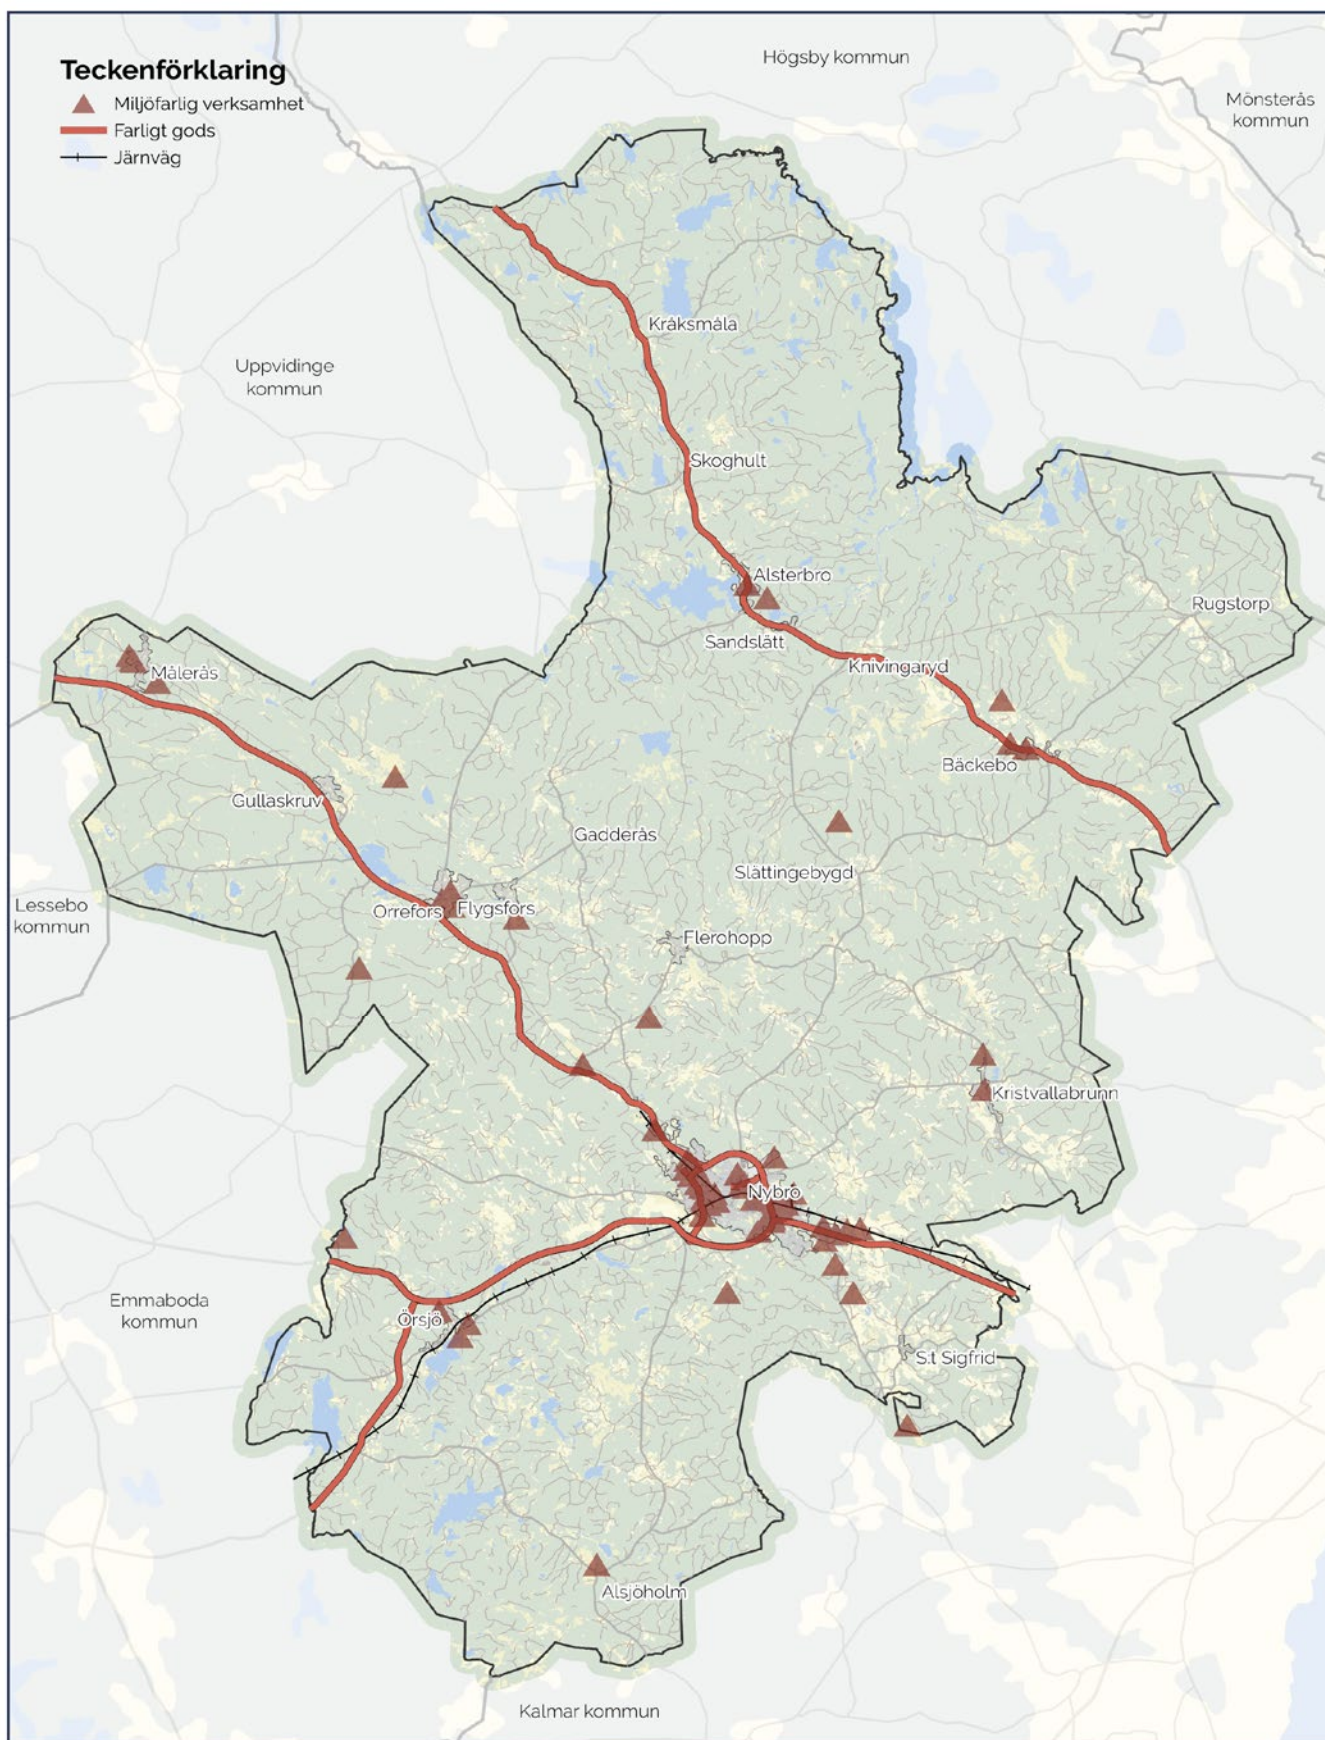 Teckenförklaring
Miljöfarlig verksamhet
Farligt gods
Järnväg
Högsby kommun
Mönsterås
kommun
Kråksmåla
Uppvidinge
kommun
Skoghult
Alsterbro
Rugstorp
Sandslätt
Knivingaryd
Målerås
Bäckebo
Gullaskruv
Gadderås
Slättingebygd
Lessebo
kommun
Orrefors
Flygsfors
Flerohopp
Kristvallabrunn
Nybro
Emmaboda
kommun
Örsjö
S:t Sigfrid
Alsjöholm
Kalmar kommun